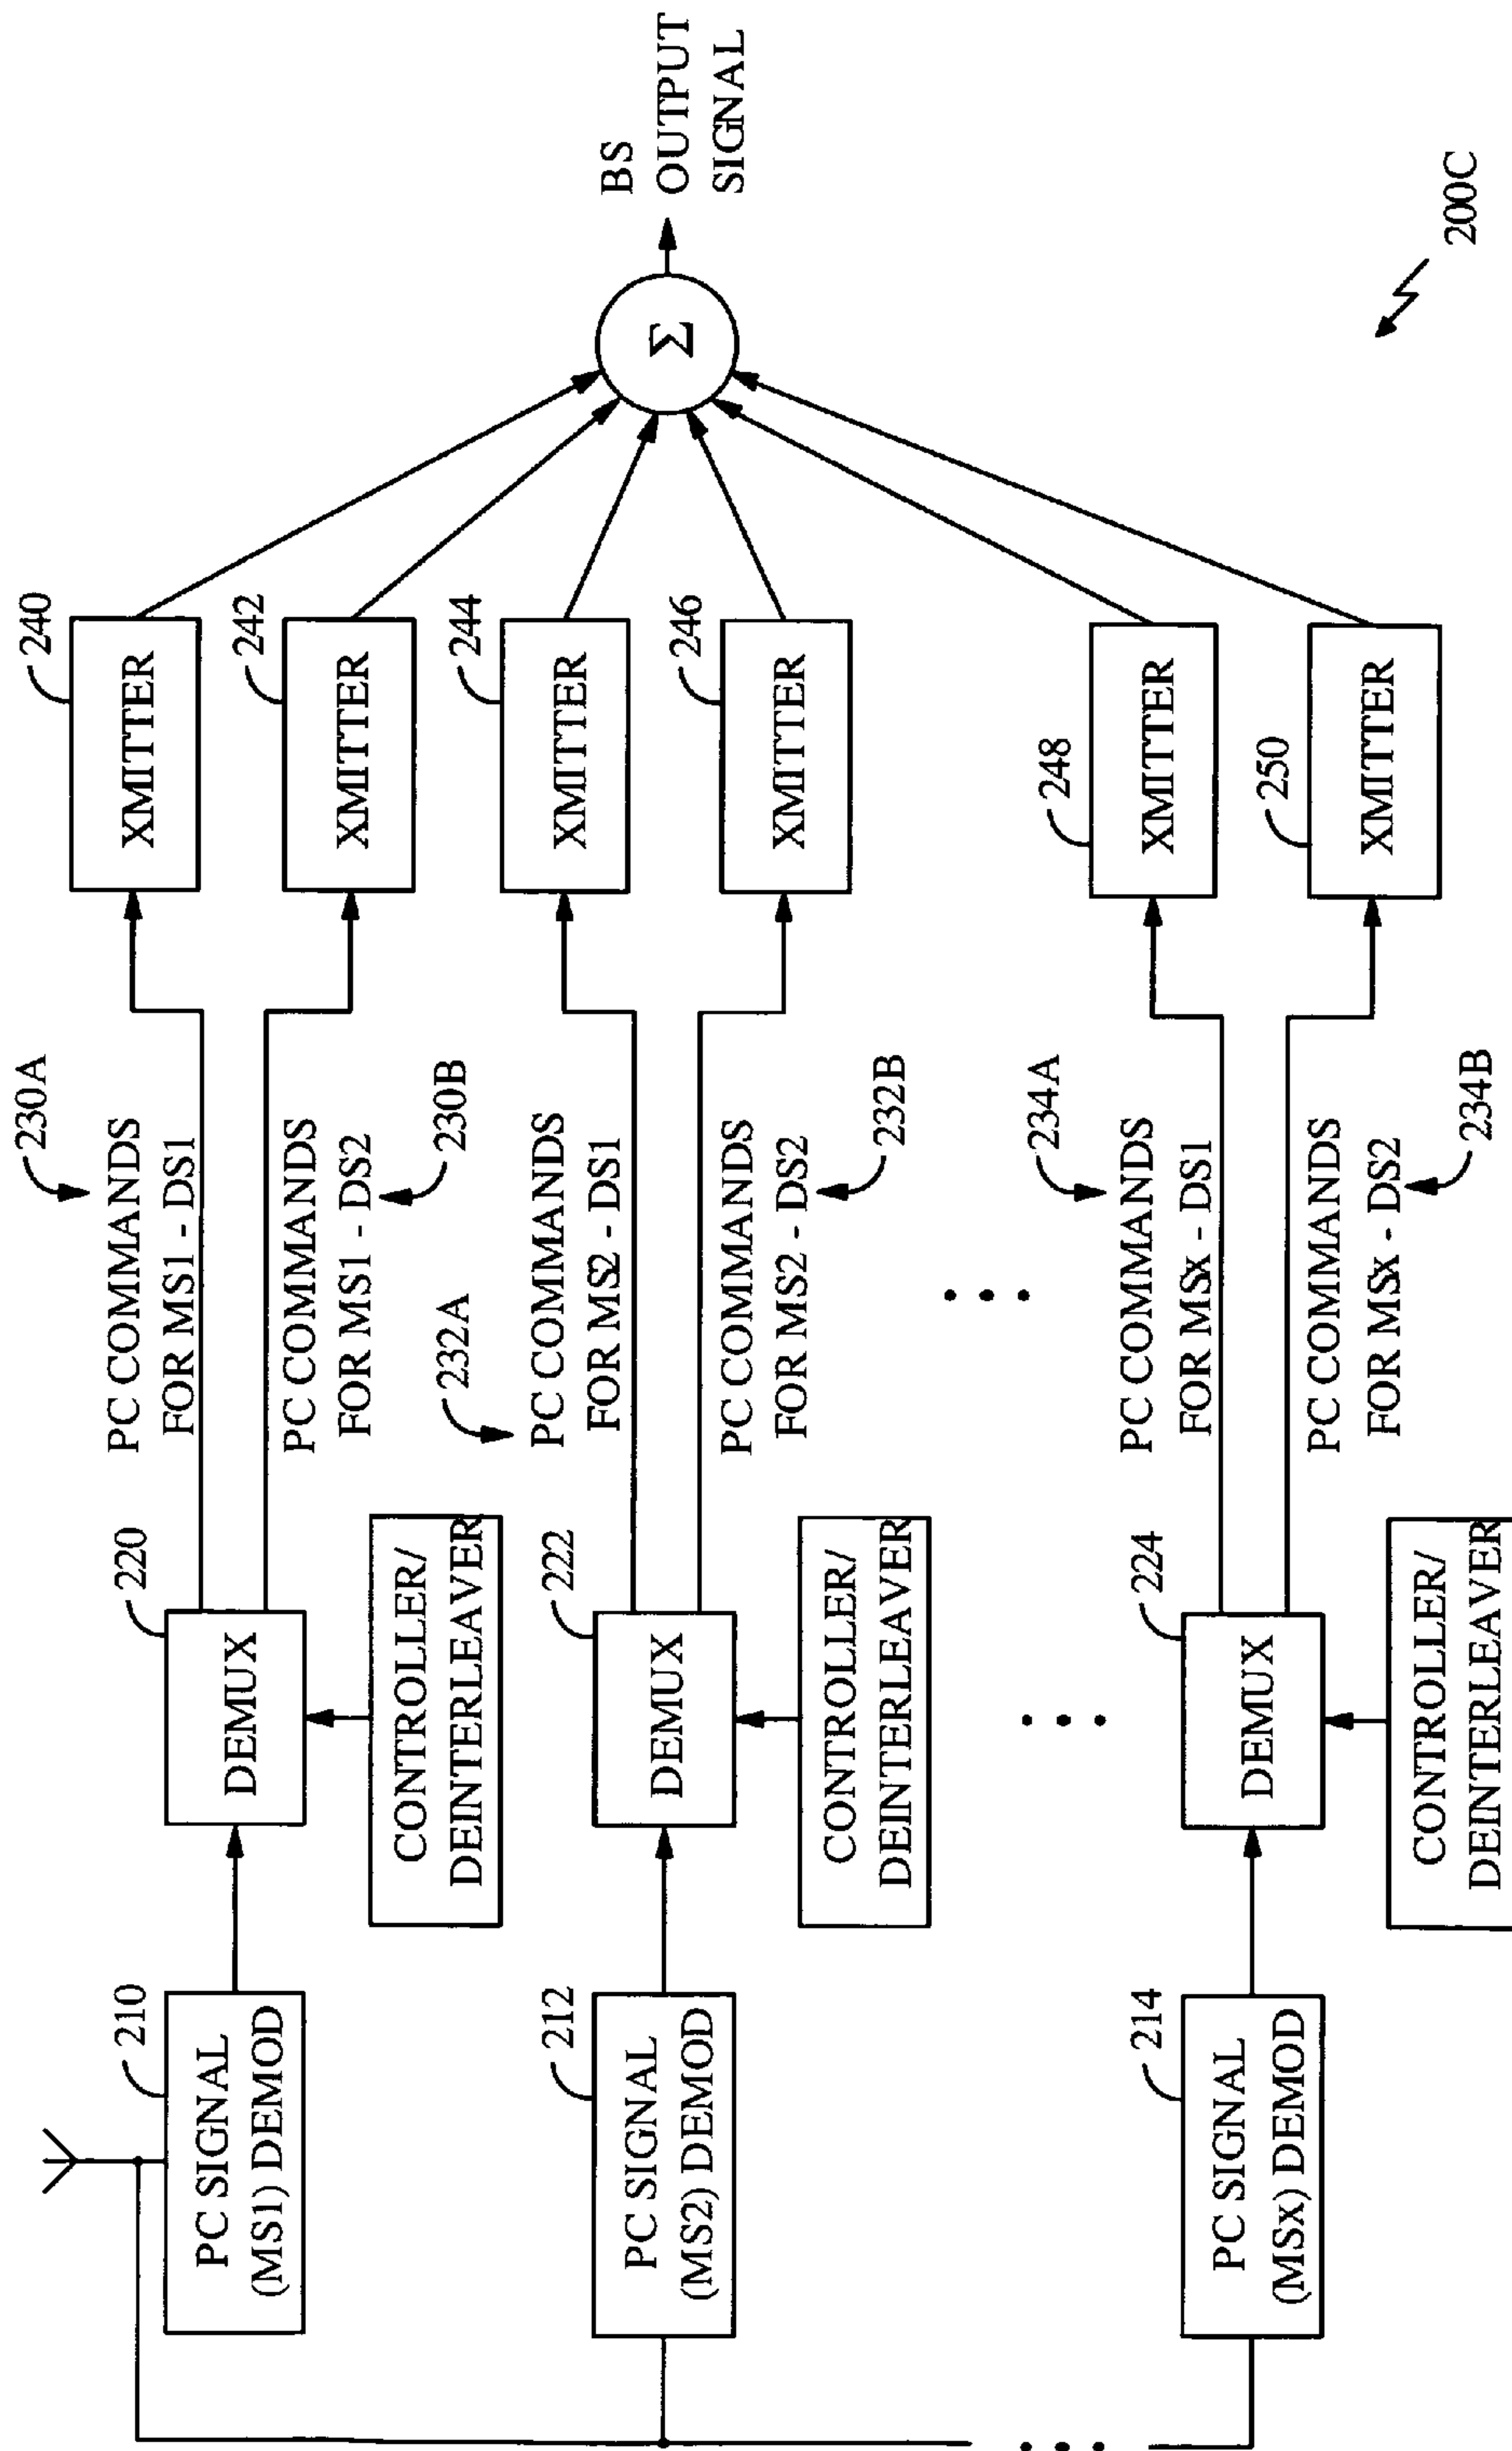 210
PC SIGNAL
(MS1) DEMOD
220
DEMUX
CONTROLLER/
DEINTERLEAVER
230A
PC COMMANDS
FOR MS1 - DS1
PC COMMANDS
FOR MS1 - DS2
230B
240
XMITTER
242
XMITTER
212
PC SIGNAL
(MS2) DEMOD
222
DEMUX
CONTROLLER/
DEINTERLEAVER
232A
PC COMMANDS
FOR MS2 - DS1
PC COMMANDS
FOR MS2 - DS2
232B
244
XMITTER
246
XMITTER
Σ
BS
OUTPUT
SIGNAL
214
PC SIGNAL
(MSx) DEMOD
224
DEMUX
CONTROLLER/
DEINTERLEAVER
234A
PC COMMANDS
FOR MSx - DS1
PC COMMANDS
FOR MSx - DS2
234B
248
XMITTER
250
XMITTER
200C